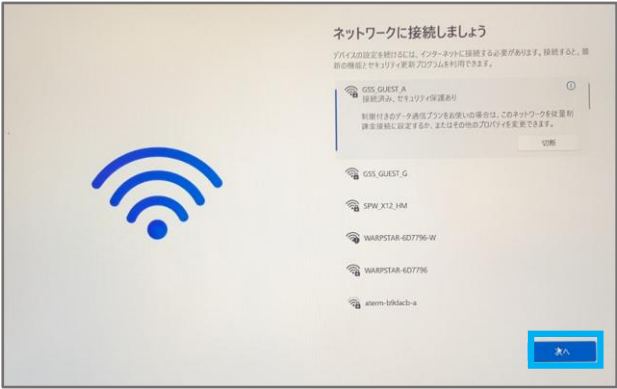 ネットワークに接続しましょう
デバイスの設定を続けるには、インターネットに接続する必要があります。接続すると、最
新の機能とセキュリティ更新プログラムを利用できます。
GSS_GUEST_A
接続済み、セキュリティ保護あり
制限付きのデータ通信プランをお使いの場合は、このネットワークを従量制
課金接続に設定するか、またはその他のプロパティを変更できます。
切断
GSS_GUEST_G
SPW_X12_HM
WARPSTAR-6D7796-W
WARPSTAR-6D7796
aterm-b9dacb-a
次へ